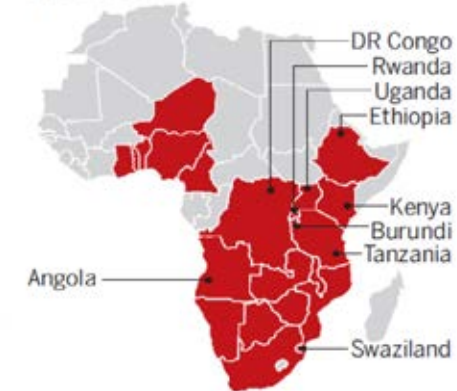 DR Congo
Rwanda
Uganda
Ethiopia
Kenya
Burundi
Tanzania
Angola
Swaziland